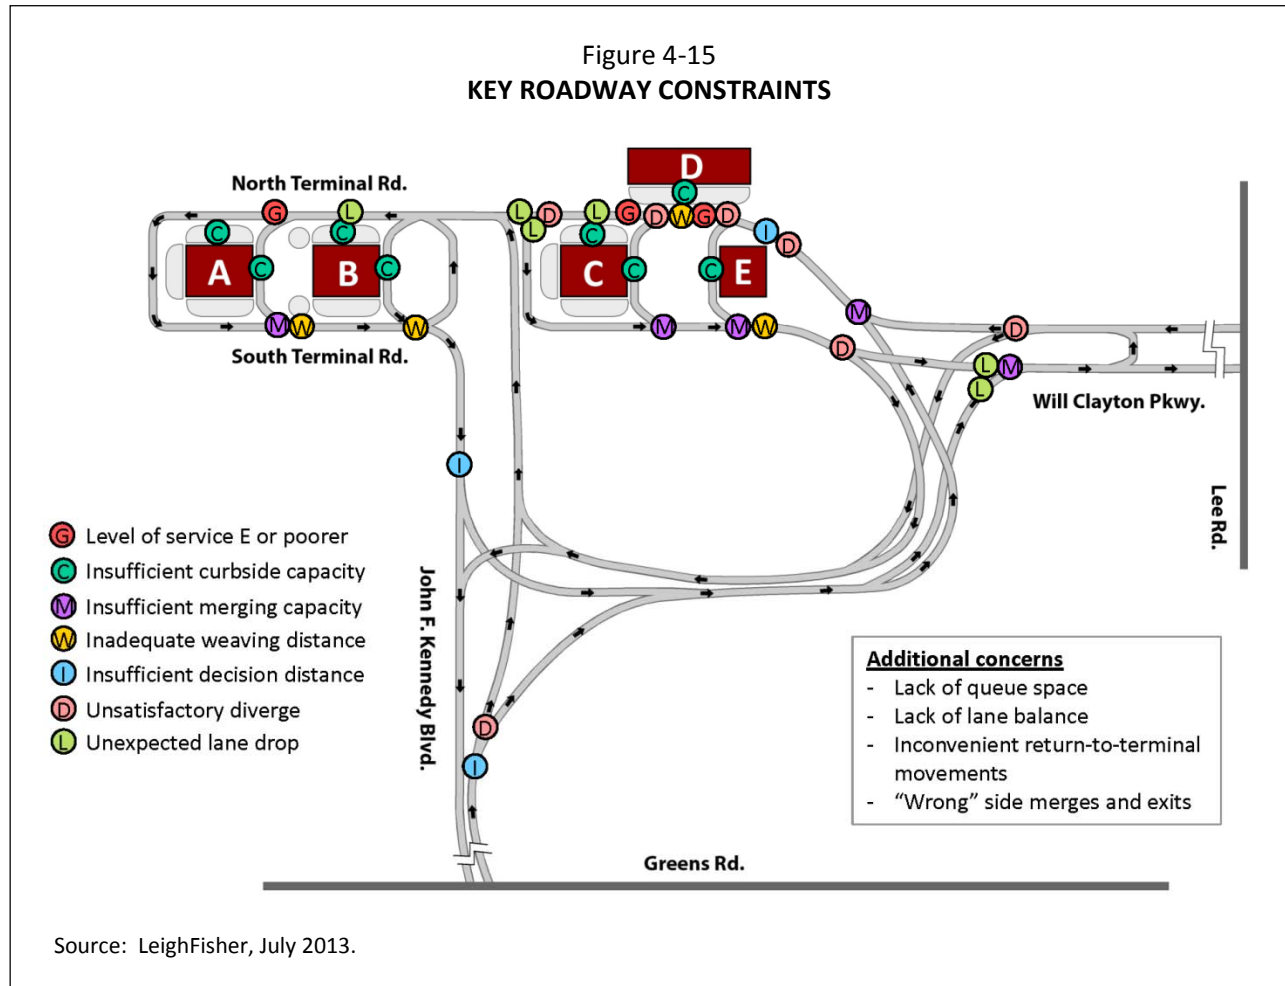 Figure 4-15
KEY ROADWAY CONSTRAINTS
D
C
North Terminal Rd.
G
L
L
D
L
G
D
W
G
D
L
I
D
C
C
C
A
C
B
C
C
C
C
E
M
M
W
W
M
M
W
D
D
South Terminal Rd.
L
M
L
Will Clayton Pkwy.
I
Lee Rd.
G Level of service E or poorer
C Insufficient curbside capacity
M Insufficient merging capacity
W Inadequate weaving distance
I Insufficient decision distance
D Unsatisfactory diverge
L Unexpected lane drop
John F. Kennedy Blvd.
D
I
Additional concerns
- Lack of queue space
- Lack of lane balance
- Inconvenient return-to-terminal
movements
- “Wrong” side merges and exits
Greens Rd.
Source: LeighFisher, July 2013.